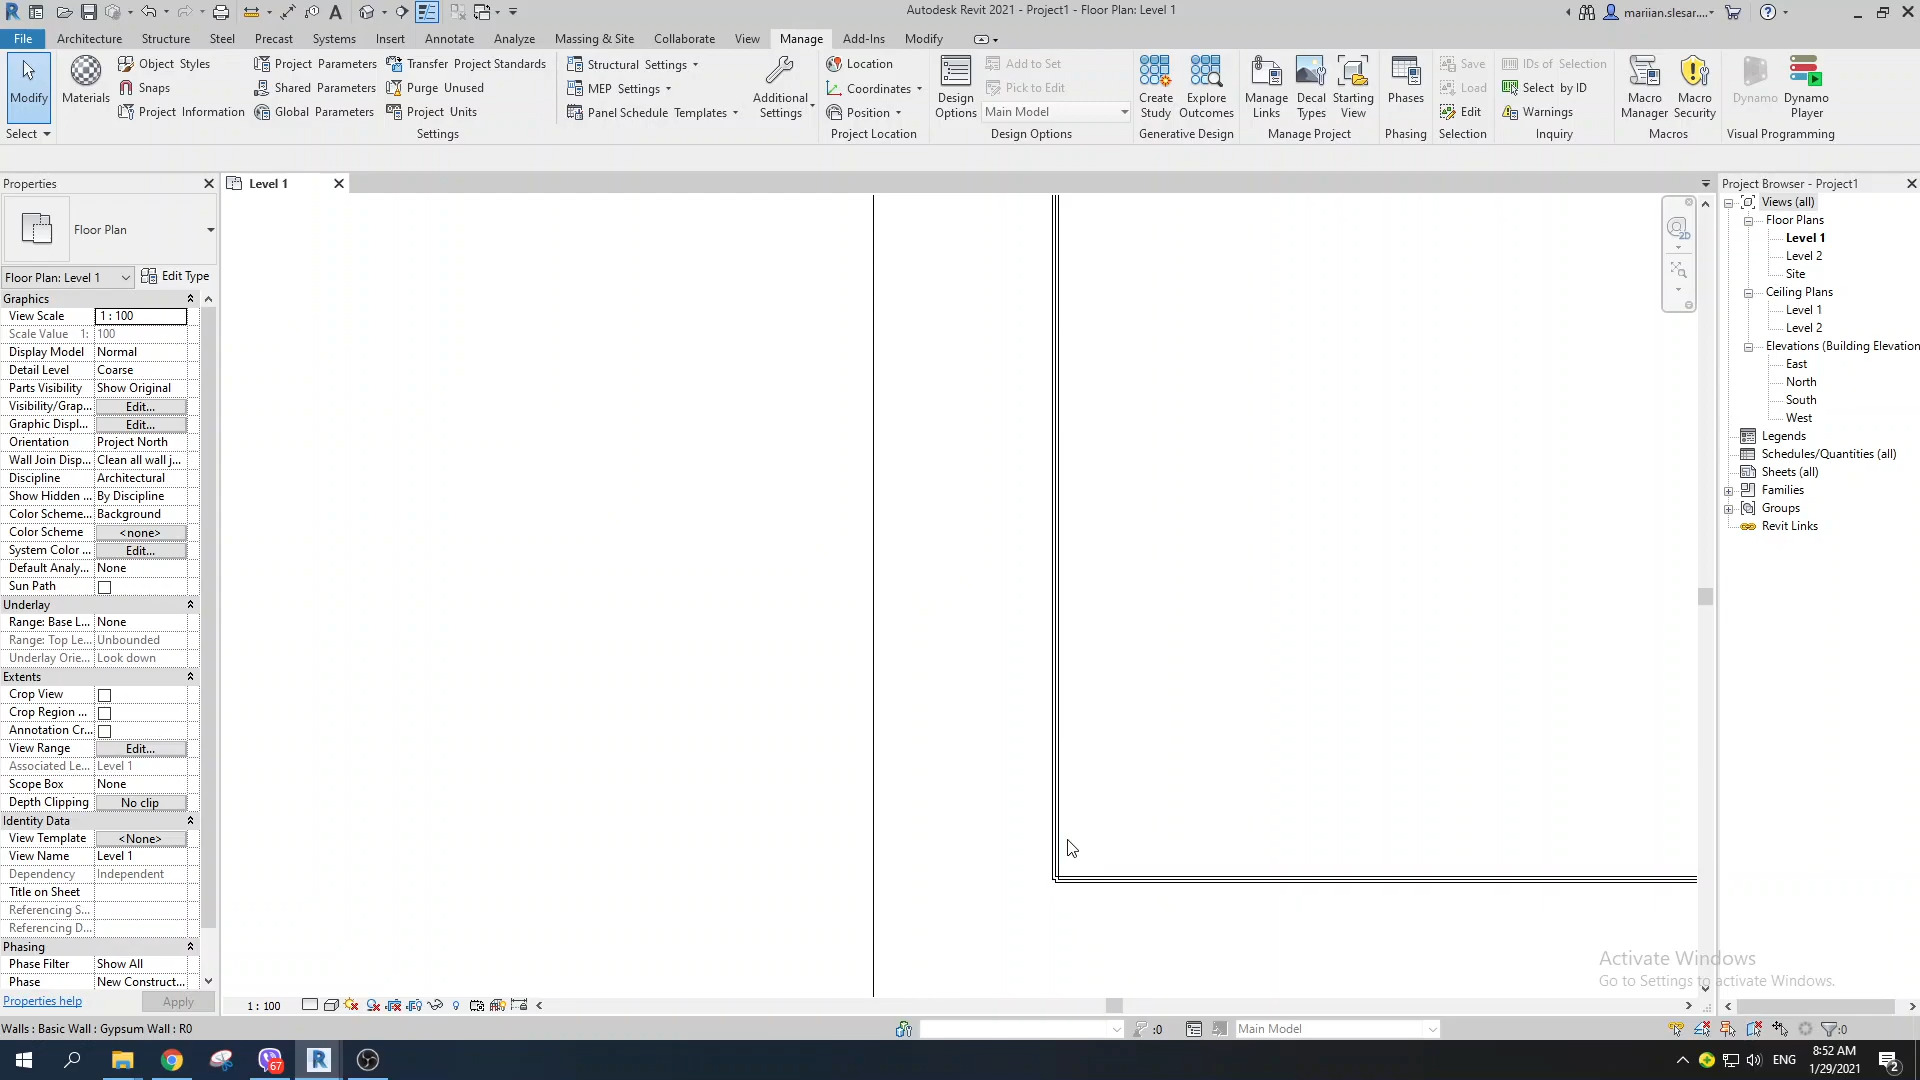 Autodesk Revit 2021 - Project1 - Floor Plan: Level 1
mariian.slesar....
File Architecture Structure Steel Precast Systems Insert Annotate Analyze Massing & Site Collaborate View Manage Add-Ins Modify
Modify
Select
Materials
Object Styles
Snaps
Project Information
Project Parameters
Shared Parameters
Global Parameters
Transfer Project Standards
Purge Unused
Project Units
Settings
Structural Settings
MEP Settings
Panel Schedule Templates
Additional Settings
Location
Coordinates
Position
Project Location
Design Options
Add to Set
Pick to Edit
Main Model
Design Options
Create Study
Explore Outcomes
Generative Design
Manage Links
Decal Types
Starting View
Manage Project
Phases
Phasing
Save
Load
Edit
Selection
IDs of Selection
Select by ID
Warnings
Inquiry
Macro Manager
Macro Security
Macros
Dynamo
Dynamo Player
Visual Programming
Properties
Floor Plan
Floor Plan: Level 1
Edit Type
Graphics
View Scale 1 : 100
Scale Value 1: 100
Display Model Normal
Detail Level Coarse
Parts Visibility Show Original
Visibility/Grap... Edit...
Graphic Displ... Edit...
Orientation Project North
Wall Join Disp... Clean all wall j...
Discipline Architectural
Show Hidden ... By Discipline
Color Scheme... Background
Color Scheme <none>
System Color ... Edit...
Default Analy... None
Sun Path
Underlay
Range: Base L... None
Range: Top Le... Unbounded
Underlay Orie... Look down
Extents
Crop View
Crop Region ...
Annotation Cr...
View Range Edit...
Associated Le... Level 1
Scope Box None
Depth Clipping No clip
Identity Data
View Template <None>
View Name Level 1
Dependency Independent
Title on Sheet
Referencing S...
Referencing D...
Phasing
Phase Filter Show All
Phase New Construct...
Properties help
Apply
Level 1
2D
Project Browser - Project1
Views (all)
Floor Plans
Level 1
Level 2
Site
Ceiling Plans
Level 1
Level 2
Elevations (Building Elevation
East
North
South
West
Legends
Schedules/Quantities (all)
Sheets (all)
Families
Groups
Revit Links
Activate Windows
Go to Settings to activate Windows.
1 : 100
Walls : Basic Wall : Gypsum Wall : R0
:0
Main Model
:0
67
ENG
8:52 AM
1/29/2021
2